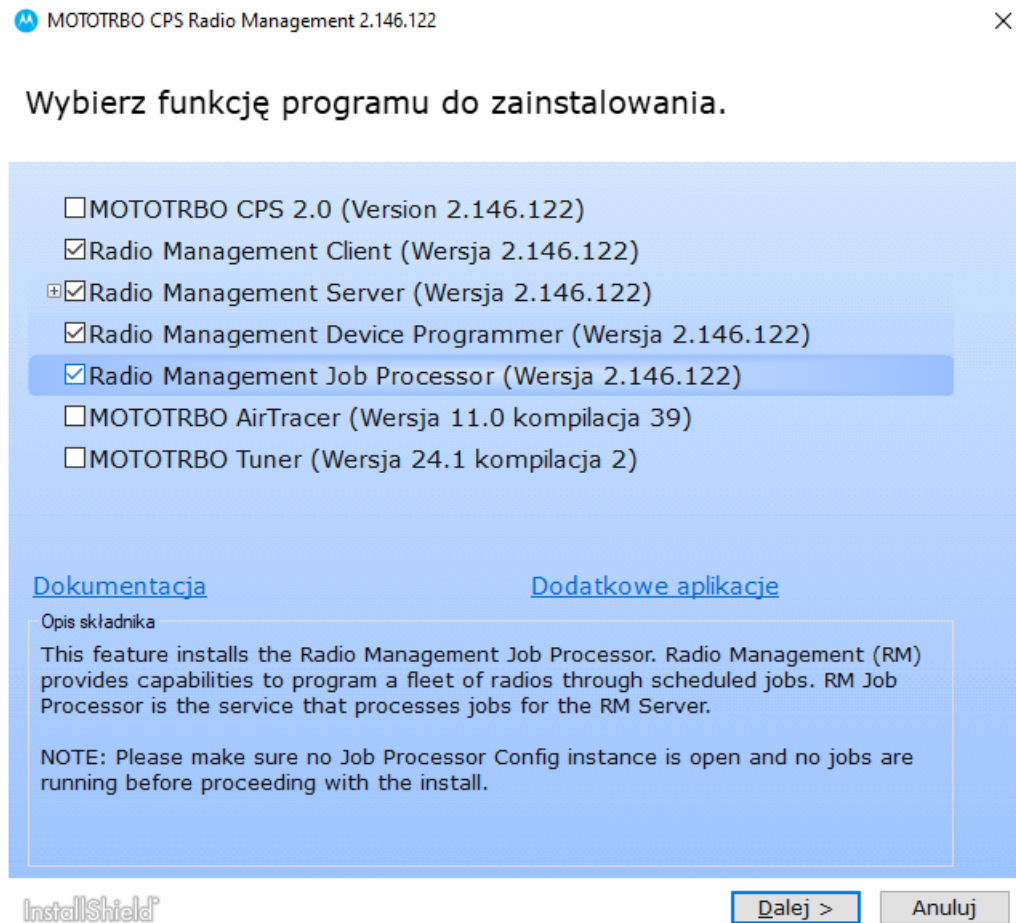 MOTOTRBO CPS Radio Management 2.146.122
Wybierz funkcję programu do zainstalowania.
MOTOTRBO CPS 2.0 (Version 2.146.122)
Radio Management Client (Wersja 2.146.122)
Radio Management Server (Wersja 2.146.122)
Radio Management Device Programmer (Wersja 2.146.122)
Radio Management Job Processor (Wersja 2.146.122)
MOTOTRBO AirTracer (Wersja 11.0 kompilacja 39)
MOTOTRBO Tuner (Wersja 24.1 kompilacja 2)
Dokumentacja Dodatkowe aplikacje
Opis składnika
This feature installs the Radio Management Job Processor. Radio Management (RM)
provides capabilities to program a fleet of radios through scheduled jobs. RM Job
Processor is the service that processes jobs for the RM Server.
NOTE: Please make sure no Job Processor Config instance is open and no jobs are
running before proceeding with the install.
InstallShield Dalej > Anuluj